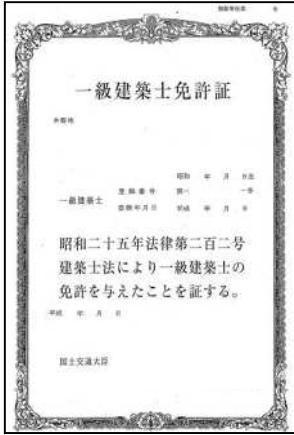 一級建築士免許証
本籍地
昭和 年 月 日生
登録番号 第 号
一級建築士
登録年月日 平成 年 月 日
昭和二十五年法律第二百二号
建築士法により一級建築士の
免許を与えたことを証する。
平成 年 月 日
国土交通大臣